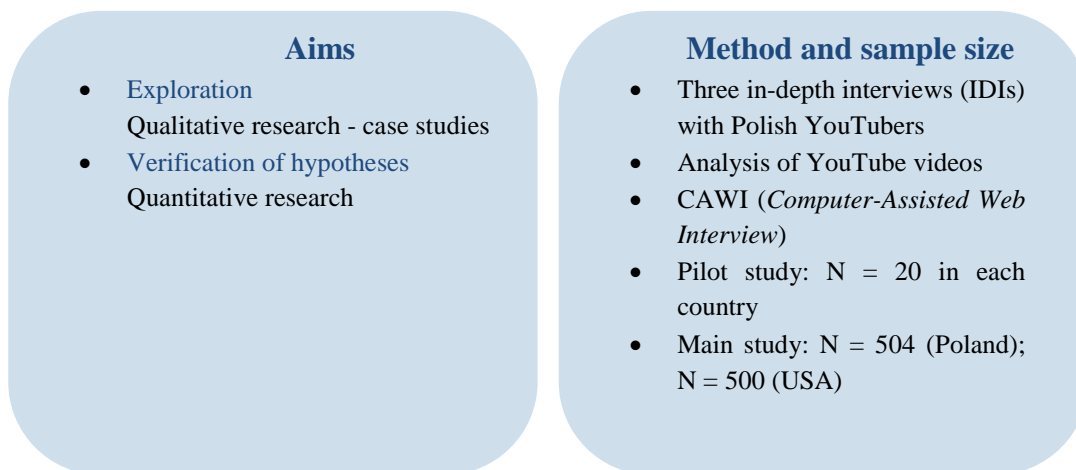 Aims
• Exploration
Qualitative research - case studies
• Verification of hypotheses
Quantitative research
Method and sample size
• Three in-depth interviews (IDIs)
with Polish YouTubers
• Analysis of YouTube videos
• CAWI (Computer-Assisted Web
Interview)
• Pilot study: N = 20 in each
country
• Main study: N = 504 (Poland);
N = 500 (USA)